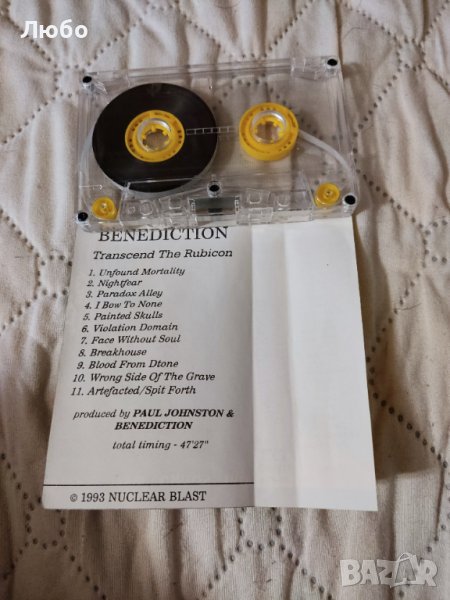 Любо
BENEDICTION
Transcend The Rubicon
1. Unfound Mortality
2. Nightfear
3. Paradox Alley
4. I Bow To None
5. Painted Skulls
6. Violation Domain
7. Face Without Soul
8. Breakhouse
9. Blood From Dtone
10. Wrong Side Of The Grave
11. Artefacted/Spit Forth
produced by PAUL JOHNSTON &
BENEDICTION
total timing - 47'27"
© 1993 NUCLEAR BLAST
BAZAR